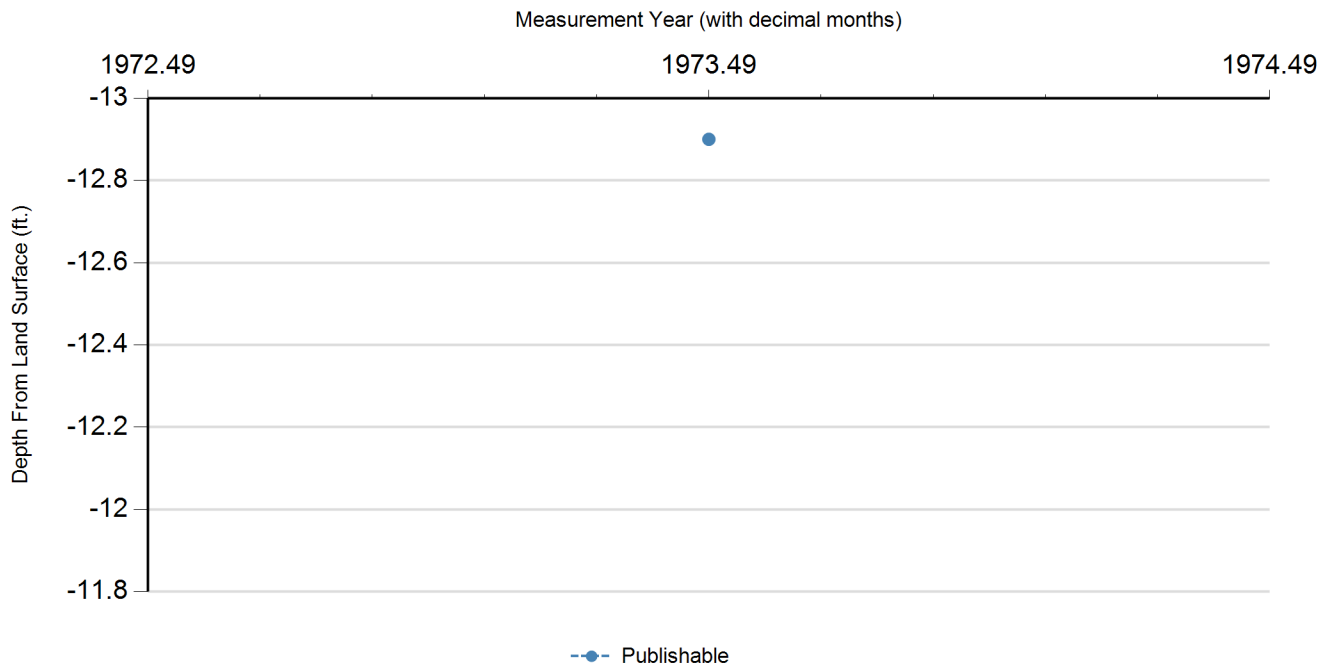 Measurement Year (with decimal months)
1972.49 1973.49 1974.49
-13
-12.8
-12.6
-12.4
-12.2
-12
-11.8
Depth From Land Surface (ft.)
Publishable